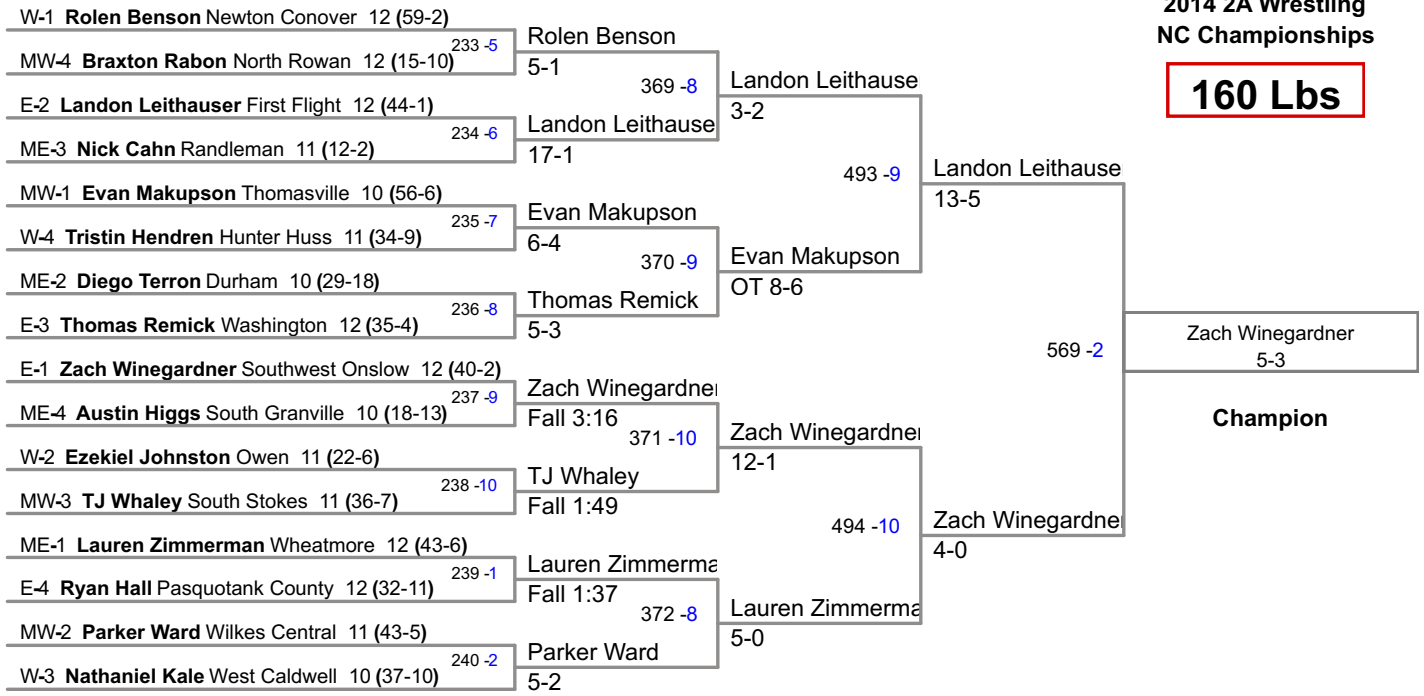 2014 2A Wrestling
NC Championships
160 Lbs
W-1 Rolen Benson Newton Conover 12 (59-2)
233 -5
MW-4 Braxton Rabon North Rowan 12 (15-10)
E-2 Landon Leithauser First Flight 12 (44-1)
234 -6
ME-3 Nick Cahn Randleman 11 (12-2)
MW-1 Evan Makupson Thomasville 10 (56-6)
235 -7
W-4 Tristin Hendren Hunter Huss 11 (34-9)
ME-2 Diego Terron Durham 10 (29-18)
236 -8
E-3 Thomas Remick Washington 12 (35-4)
E-1 Zach Winegardner Southwest Onslow 12 (40-2)
237 -9
ME-4 Austin Higgs South Granville 10 (18-13)
W-2 Ezekiel Johnston Owen 11 (22-6)
238 -10
MW-3 TJ Whaley South Stokes 11 (36-7)
ME-1 Lauren Zimmerman Wheatmore 12 (43-6)
239 -1
E-4 Ryan Hall Pasquotank County 12 (32-11)
MW-2 Parker Ward Wilkes Central 11 (43-5)
240 -2
W-3 Nathaniel Kale West Caldwell 10 (37-10)
Rolen Benson
5-1
369 -8
Landon Leithause
17-1
Evan Makupson
6-4
370 -9
Thomas Remick
5-3
Zach Winegardner
Fall 3:16
371 -10
TJ Whaley
Fall 1:49
Lauren Zimmerma
Fall 1:37
372 -8
Parker Ward
5-2
Landon Leithause
3-2
493 -9
Evan Makupson
OT 8-6
Zach Winegardner
12-1
494 -10
Lauren Zimmerma
5-0
Landon Leithause
13-5
569 -2
Zach Winegardner
4-0
Zach Winegardner
5-3
Champion